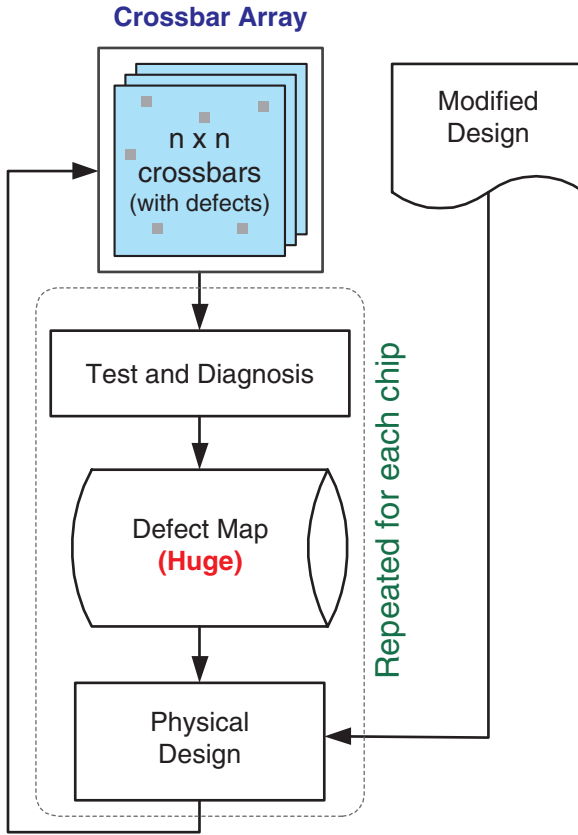 Crossbar Array
n x n
crossbars
(with defects)
Modified
Design
Test and Diagnosis
Defect Map
(Huge)
Physical
Design
Repeated for each chip